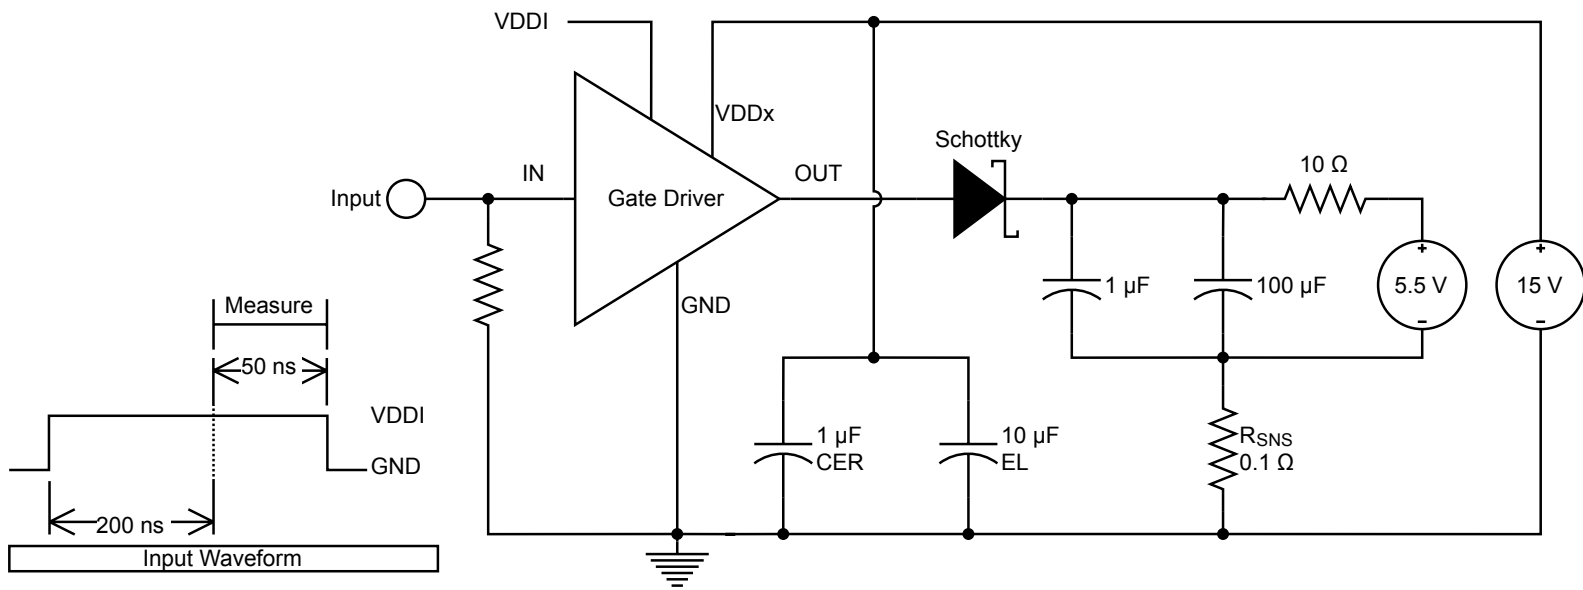 VDDI
VDDx
Schottky
IN
OUT
10 Ω
Input
Gate Driver
+
+
1 µF
100 µF
5.5 V
15 V
–
–
GND
Measure
50 ns
VDDI
1 µF
CER
10 µF
EL
RSNS
0.1 Ω
GND
200 ns
Input Waveform